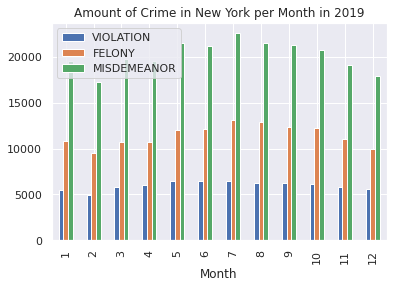 Amount of Crime in New York per Month in 2019
VIOLATION
FELONY
MISDEMEANOR
20000
15000
10000
5000
0
1 2 3 4 5 6 7 8 9 10 11 12
Month